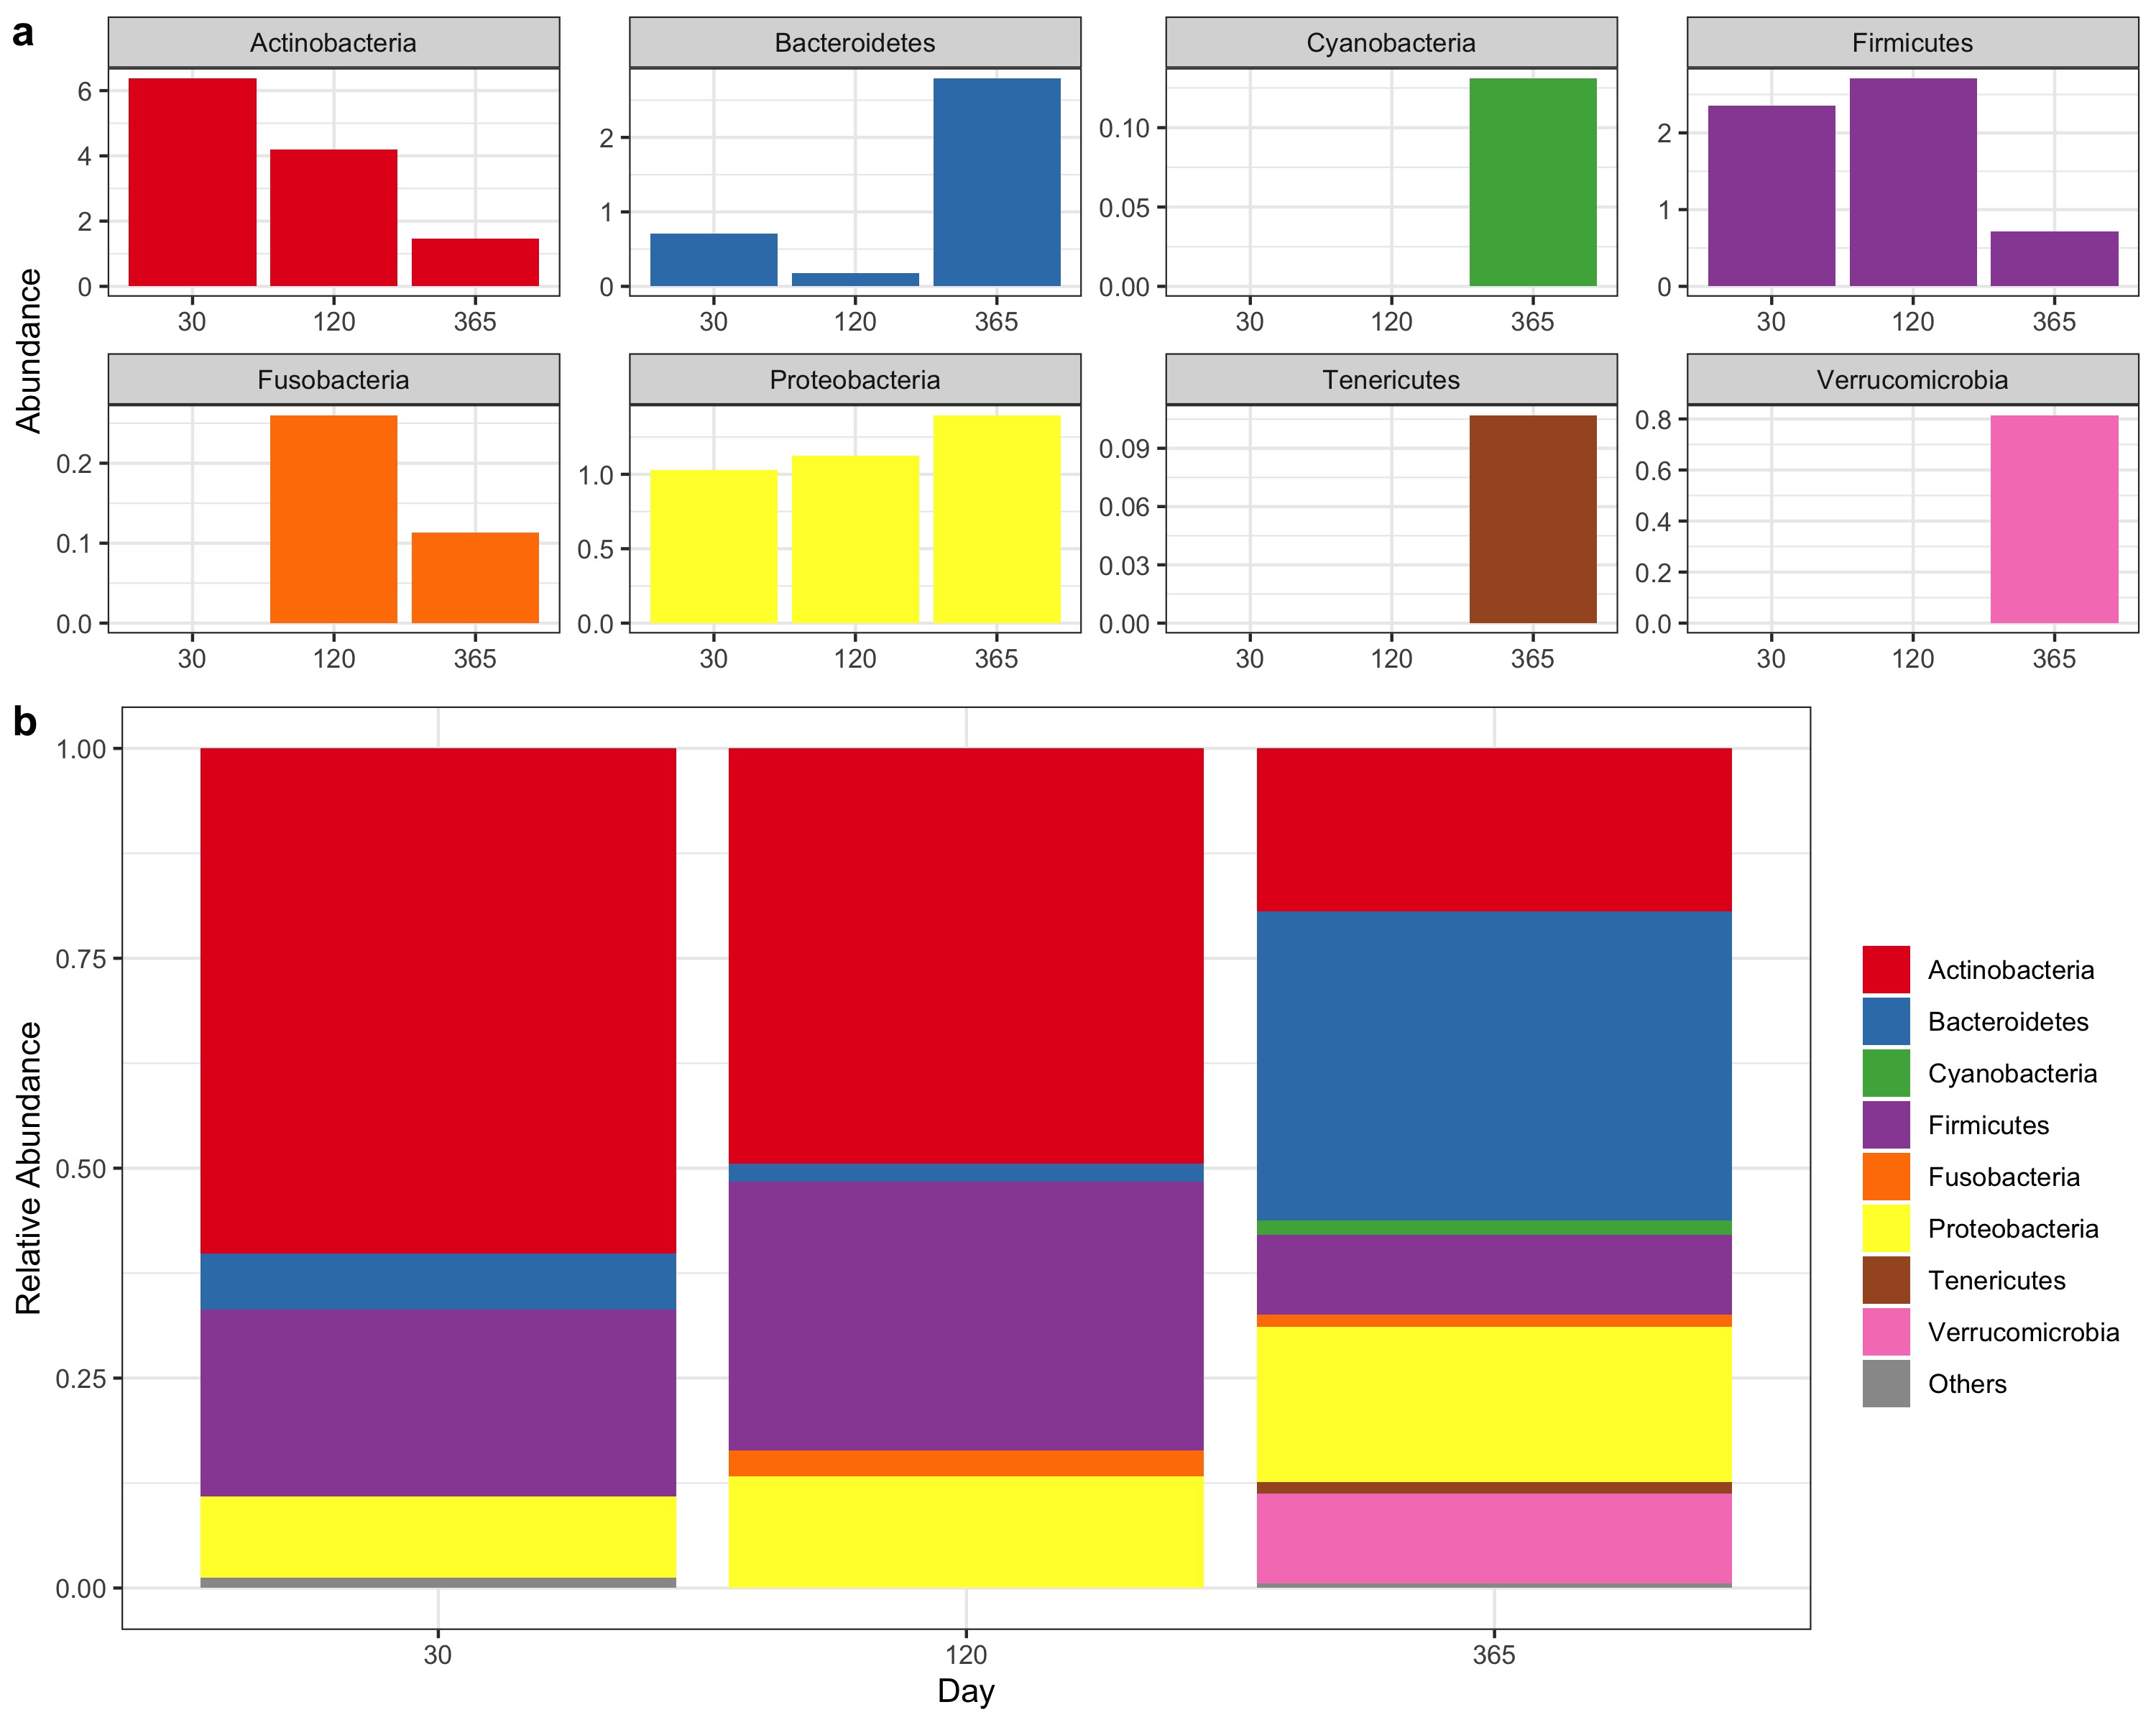 a
Actinobacteria
Bacteroidetes
Cyanobacteria
Firmicutes
6
4
2
0
2
1
0
0.10
0.05
0.00
2
1
0
30 120 365
30 120 365
30 120 365
30 120 365
Abundance
Fusobacteria
Proteobacteria
Tenericutes
Verrucomicrobia
0.2
0.1
0.0
1.0
0.5
0.0
0.09
0.06
0.03
0.00
0.8
0.6
0.4
0.2
0.0
30 120 365
30 120 365
30 120 365
30 120 365
b
Relative Abundance
1.00
0.75
0.50
0.25
0.00
30 120 365
Day
Actinobacteria
Bacteroidetes
Cyanobacteria
Firmicutes
Fusobacteria
Proteobacteria
Tenericutes
Verrucomicrobia
Others